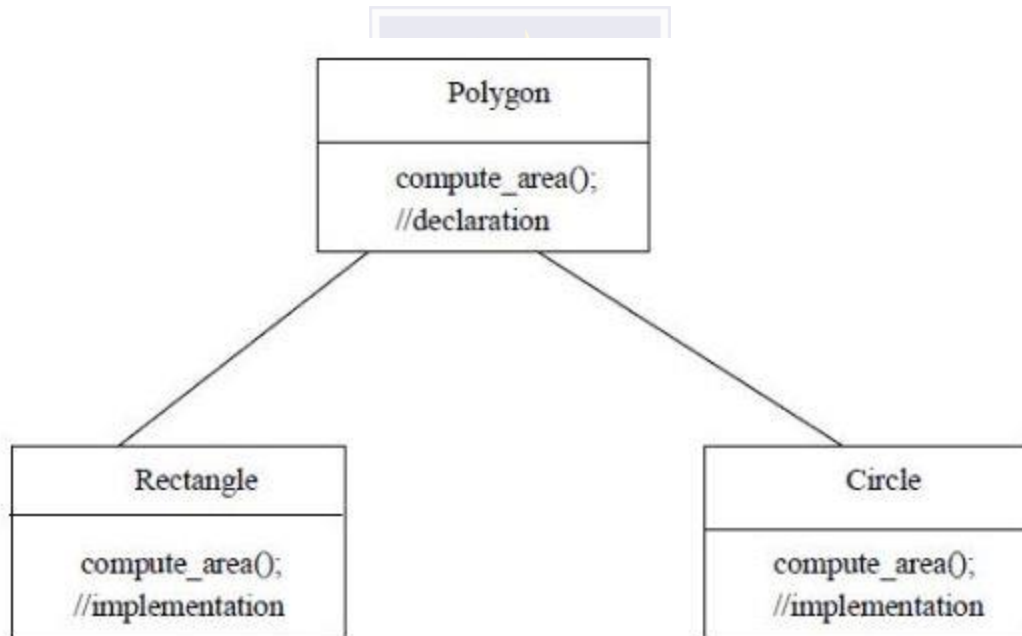 Polygon
compute_area();
//declaration
Rectangle
compute_area();
//implementation
Circle
compute_area();
//implementation